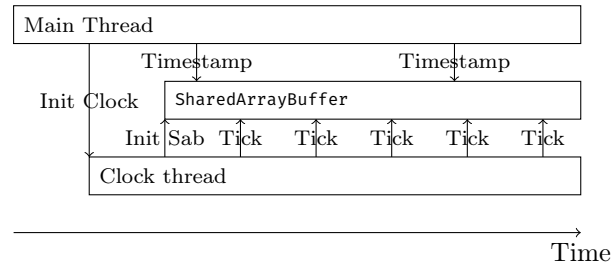 Main Thread
Timestamp Timestamp
Init Clock SharedArrayBuffer
Init Sab Tick Tick Tick Tick Tick
Clock thread
Time